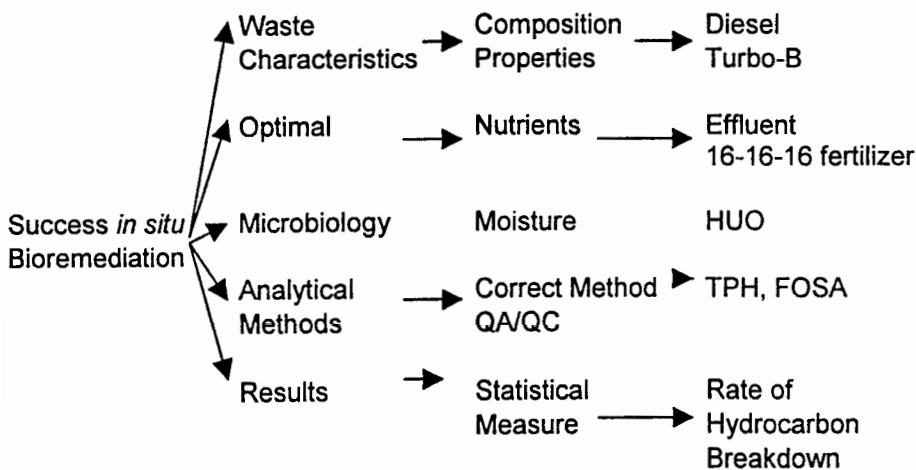 Waste Characteristics
Composition Properties
Diesel Turbo-B
Optimal
Nutrients
Effluent
16-16-16 fertilizer
Success in situ
Bioremediation
Microbiology
Moisture
HUO
Analytical
Methods
Correct Method
QA/QC
TPH, FOSA
Results
Statistical
Measure
Rate of
Hydrocarbon
Breakdown